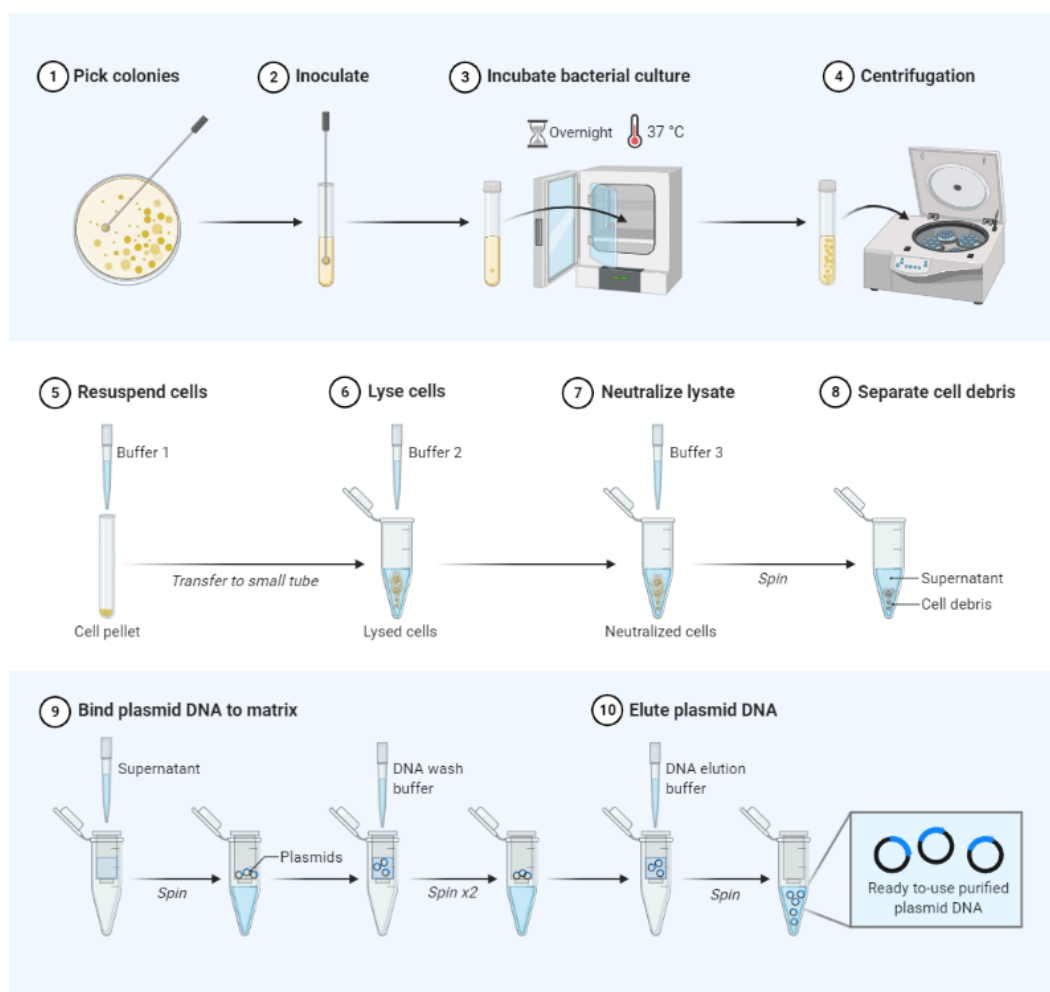 1 Pick colonies
2 Inoculate
3 Incubate bacterial culture
4 Centrifugation
Overnight
37 °C
5 Resuspend cells
6 Lyse cells
7 Neutralize lysate
8 Separate cell debris
Buffer 1
Buffer 2
Buffer 3
Transfer to small tube
Spin
Supernatant
Cell debris
Cell pellet
Lysed cells
Neutralized cells
9 Bind plasmid DNA to matrix
10 Elute plasmid DNA
Supernatant
DNA wash
buffer
DNA elution
buffer
Plasmids
Spin
Spin x2
Spin
Ready to-use purified
plasmid DNA